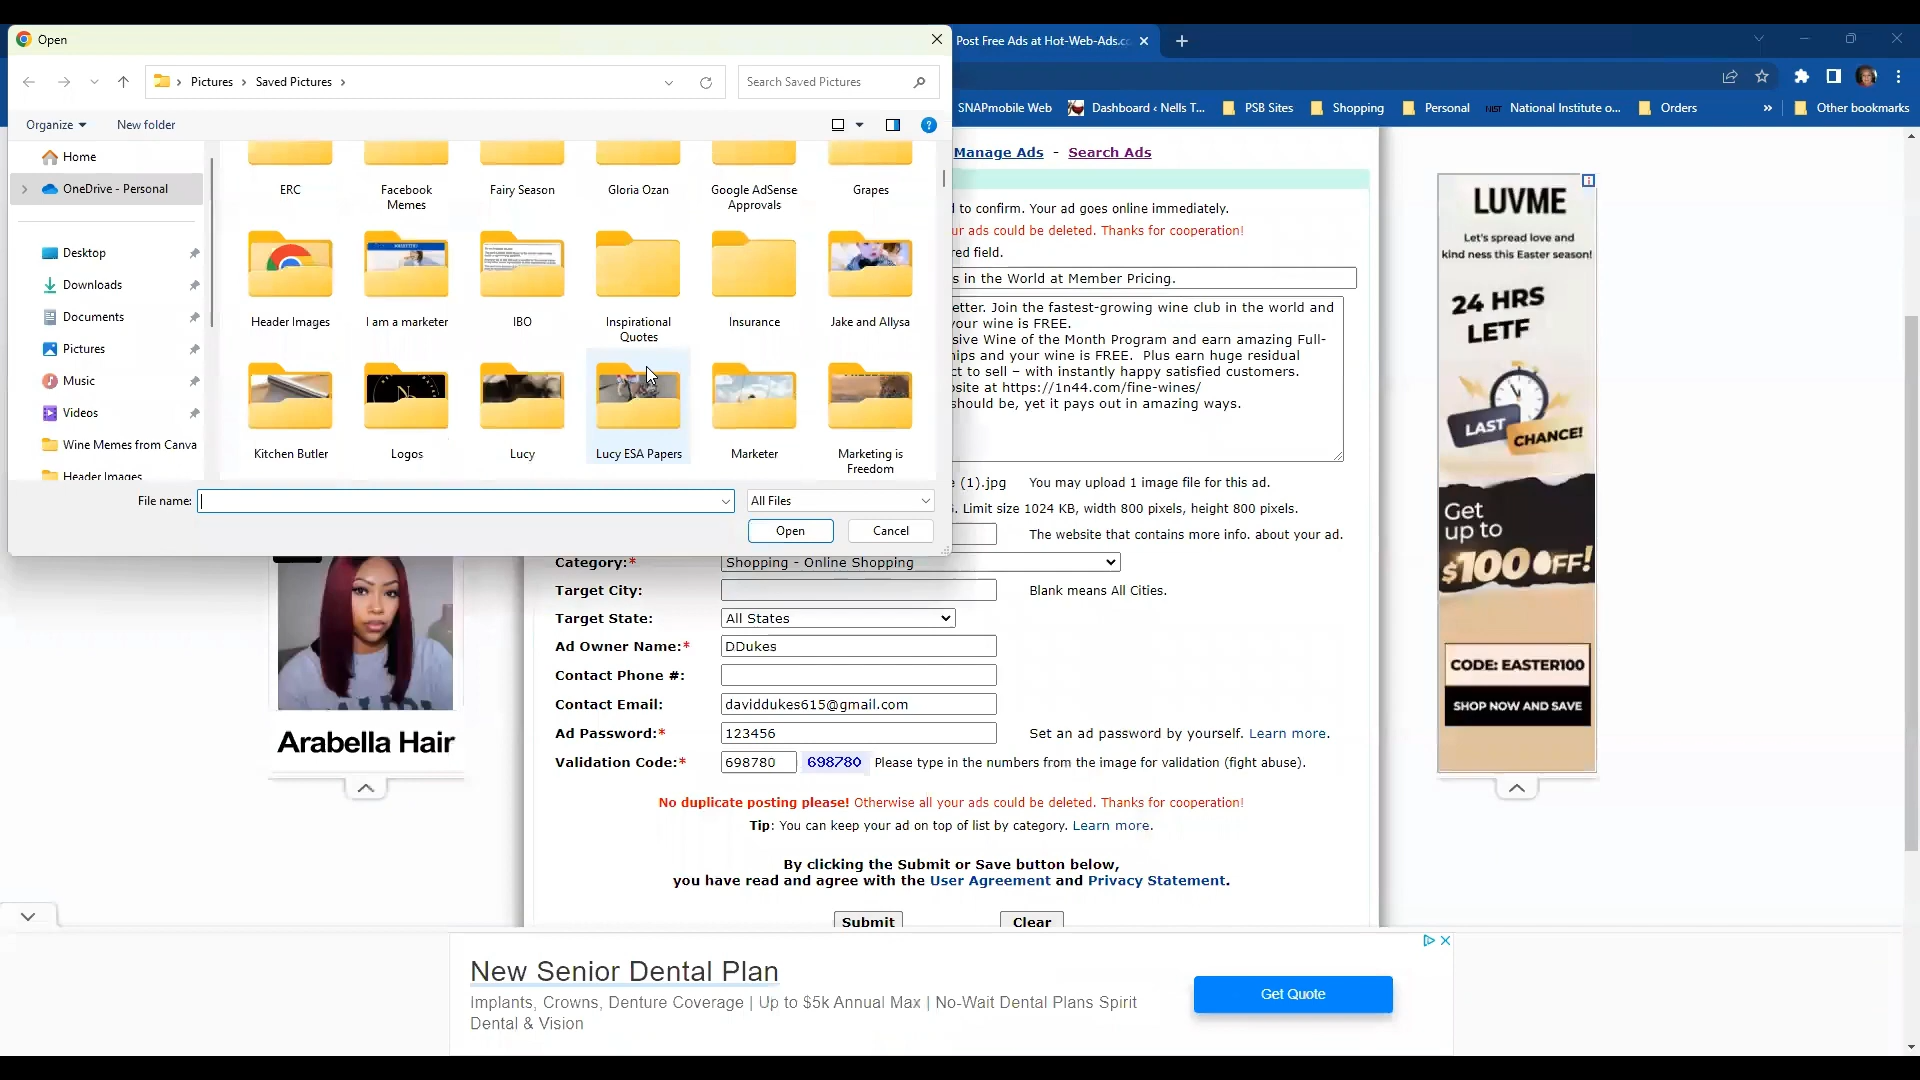 Open
Post Free Ads at Hot-Web-Ads.c
Pictures
Saved Pictures
Search Saved Pictures
SNAPmobile Web
Dashboard ‹ Nells T...
PSB Sites
Shopping
Personal
NIST
National Institute o...
Orders
»
Other bookmarks
Organize
New folder
Home
OneDrive - Personal
Desktop
Downloads
Documents
Pictures
Music
Videos
Wine Memes from Canva
Header Images
ERC
Facebook
Memes
Fairy Season
Gloria Ozan
Google AdSense
Approvals
Grapes
Header Images
I am a marketer
IBO
Inspirational
Quotes
Insurance
Jake and Allysa
Kitchen Butler
Logos
Lucy
Lucy ESA Papers
Marketer
Marketing is
Freedom
File name:
All Files
Open
Cancel
Manage Ads - Search Ads
d to confirm. Your ad goes online immediately.
ur ads could be deleted. Thanks for cooperation!
red field.
s in the World at Member Pricing.
etter. Join the fastest-growing wine club in the world and
your wine is FREE.
sive Wine of the Month Program and earn amazing Full-
hips and your wine is FREE. Plus earn huge residual
ct to sell – with instantly happy satisfied customers.
bsite at https://1n44.com/fine-wines/
should be, yet it pays out in amazing ways.
e (1).jpg You may upload 1 image file for this ad.
. Limit size 1024 KB, width 800 pixels, height 800 pixels.
The website that contains more info. about your ad.
Category:* Shopping - Online Shopping
Target City: Blank means All Cities.
Target State: All States
Ad Owner Name:* DDukes
Contact Phone #:
Contact Email: daviddukes615@gmail.com
Ad Password:* 123456 Set an ad password by yourself. Learn more.
Validation Code:* 698780 698780 Please type in the numbers from the image for validation (fight abuse).
No duplicate posting please! Otherwise all your ads could be deleted. Thanks for cooperation!
Tip: You can keep your ad on top of list by category. Learn more.
By clicking the Submit or Save button below,
you have read and agree with the User Agreement and Privacy Statement.
Submit Clear
Arabella Hair
LUVME
Let's spread love and
kind ness this Easter season!
24 HRS
LETF
LAST
CHANCE!
Get
up to
$100 OFF!
CODE: EASTER100
SHOP NOW AND SAVE
New Senior Dental Plan
Implants, Crowns, Denture Coverage | Up to $5k Annual Max | No-Wait Dental Plans Spirit
Dental & Vision
Get Quote